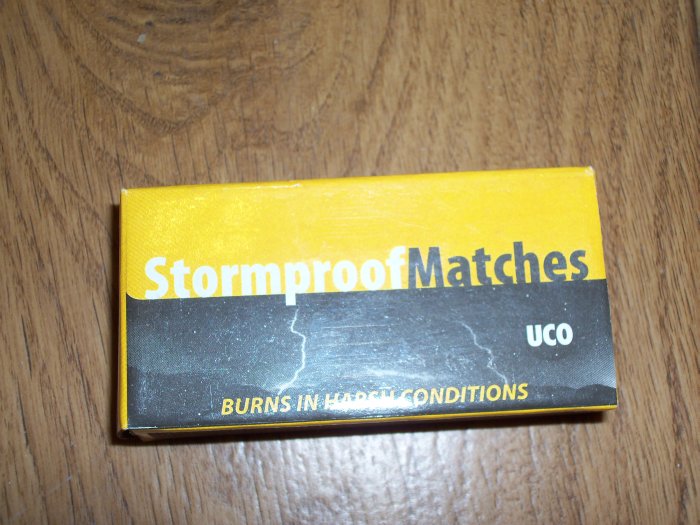 StormproofMatches
UCO
BURNS IN HARSH CONDITIONS